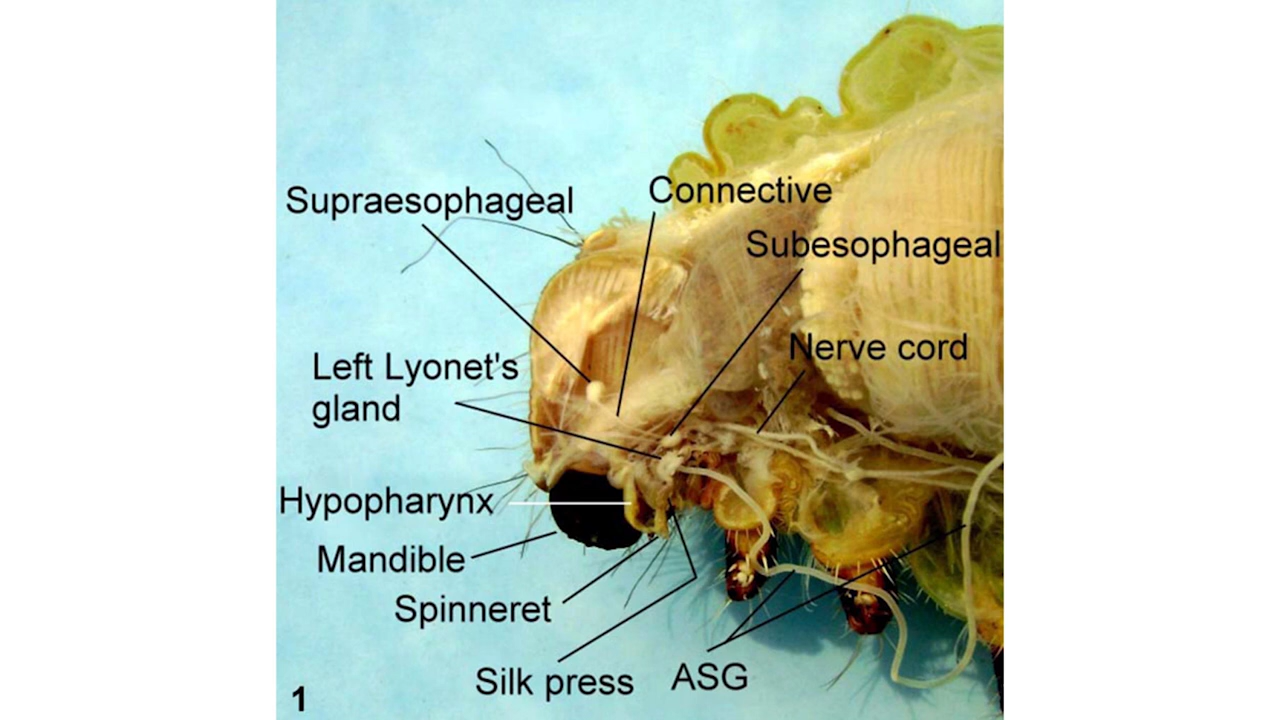 Supraesophageal
Connective
Subesophageal
Nerve cord
Left Lyonet's
gland
Hypopharynx
Mandible
Spinneret
Silk press
ASG
1